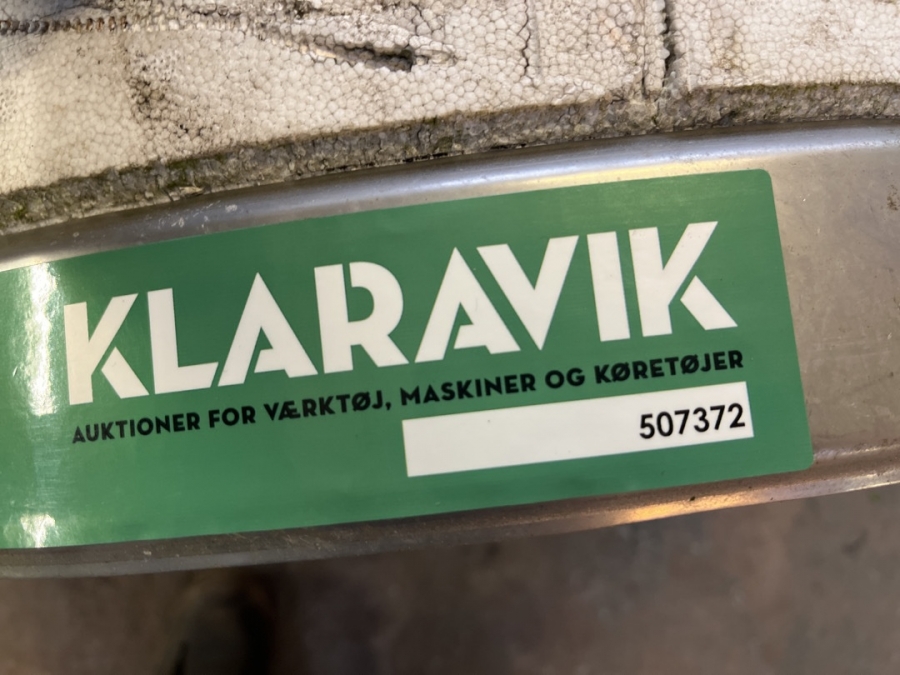 KLARAVIK
AUKTIONER FOR VÆRKTØJ, MASKINER OG KØRETØJER
507372